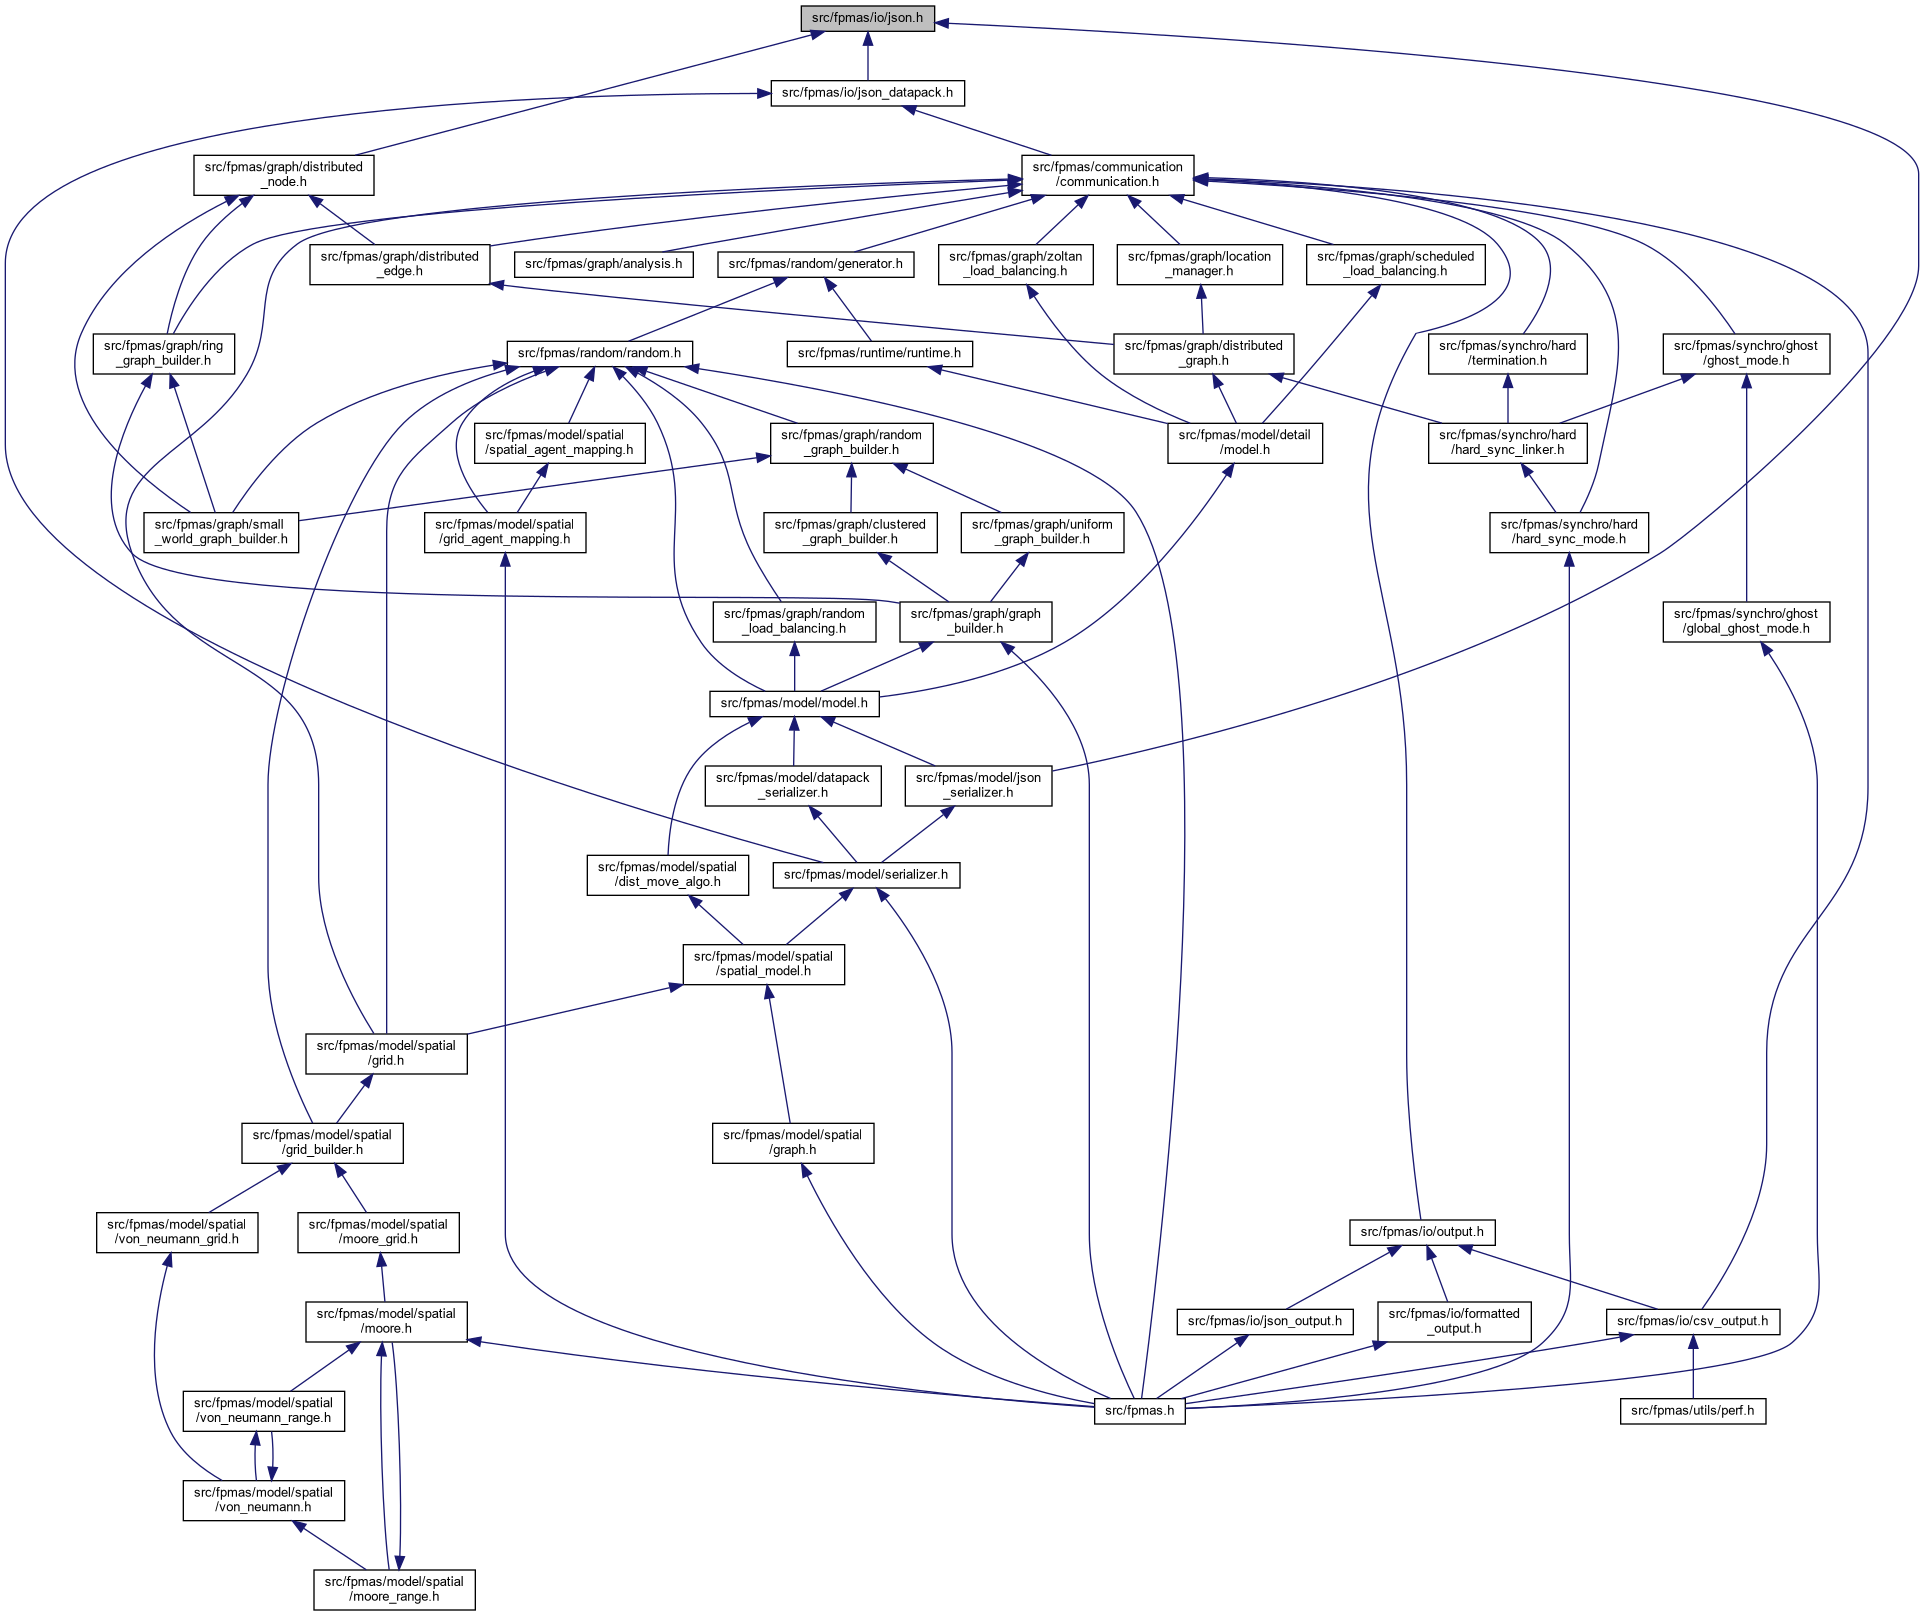 src/fpmas/io/json.h
src/fpmas/io/json_datapack.h
src/fpmas/graph/distributed
_node.h
src/fpmas/communication
/communication.h
src/fpmas/graph/distributed
_edge.h
src/fpmas/graph/analysis.h
src/fpmas/random/generator.h
src/fpmas/graph/zoltan
_load_balancing.h
src/fpmas/graph/location
_manager.h
src/fpmas/graph/scheduled
_load_balancing.h
src/fpmas/graph/ring
_graph_builder.h
src/fpmas/random/random.h
src/fpmas/runtime/runtime.h
src/fpmas/graph/distributed
_graph.h
src/fpmas/synchro/hard
/termination.h
src/fpmas/synchro/ghost
/ghost_mode.h
src/fpmas/model/spatial
/spatial_agent_mapping.h
src/fpmas/graph/random
_graph_builder.h
src/fpmas/model/detail
/model.h
src/fpmas/synchro/hard
/hard_sync_linker.h
src/fpmas/graph/small
_world_graph_builder.h
src/fpmas/model/spatial
/grid_agent_mapping.h
src/fpmas/graph/clustered
_graph_builder.h
src/fpmas/graph/uniform
_graph_builder.h
src/fpmas/synchro/hard
/hard_sync_mode.h
src/fpmas/graph/random
_load_balancing.h
src/fpmas/graph/graph
_builder.h
src/fpmas/synchro/ghost
/global_ghost_mode.h
src/fpmas/model/model.h
src/fpmas/model/datapack
_serializer.h
src/fpmas/model/json
_serializer.h
src/fpmas/model/spatial
/dist_move_algo.h
src/fpmas/model/serializer.h
src/fpmas/model/spatial
/spatial_model.h
src/fpmas/model/spatial
/grid.h
src/fpmas/model/spatial
/grid_builder.h
src/fpmas/model/spatial
/graph.h
src/fpmas/model/spatial
/von_neumann_grid.h
src/fpmas/model/spatial
/moore_grid.h
src/fpmas/io/output.h
src/fpmas/model/spatial
/moore.h
src/fpmas/io/json_output.h
src/fpmas/io/formatted
_output.h
src/fpmas/io/csv_output.h
src/fpmas/model/spatial
/von_neumann_range.h
src/fpmas.h
src/fpmas/utils/perf.h
src/fpmas/model/spatial
/von_neumann.h
src/fpmas/model/spatial
/moore_range.h